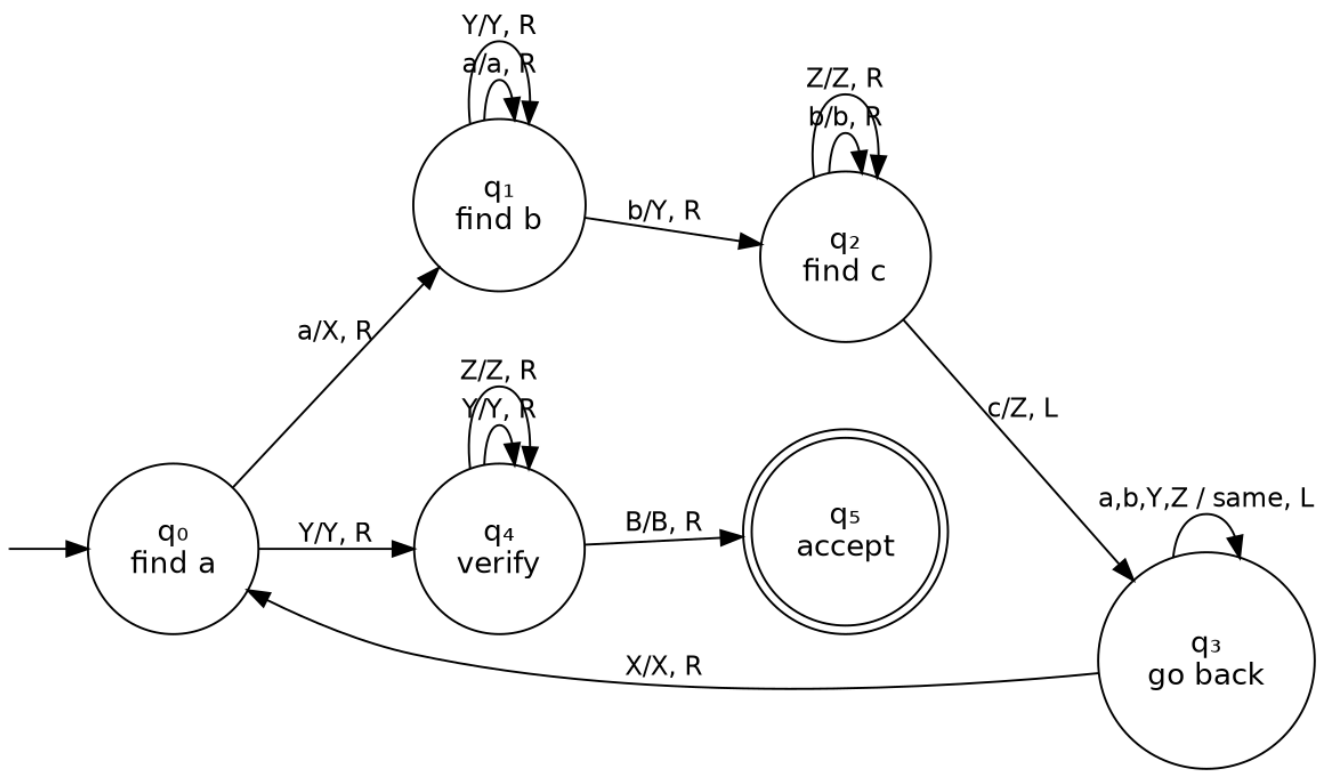 Y/Y, R
a/a, R
Z/Z, R
b/b, R
q₁
find b
b/Y, R
q₂
find c
a/X, R
Z/Z, R
Y/Y, R
c/Z, L
q₀
find a
Y/Y, R
q₄
verify
B/B, R
q₅
accept
a,b,Y,Z / same, L
X/X, R
q₃
go back